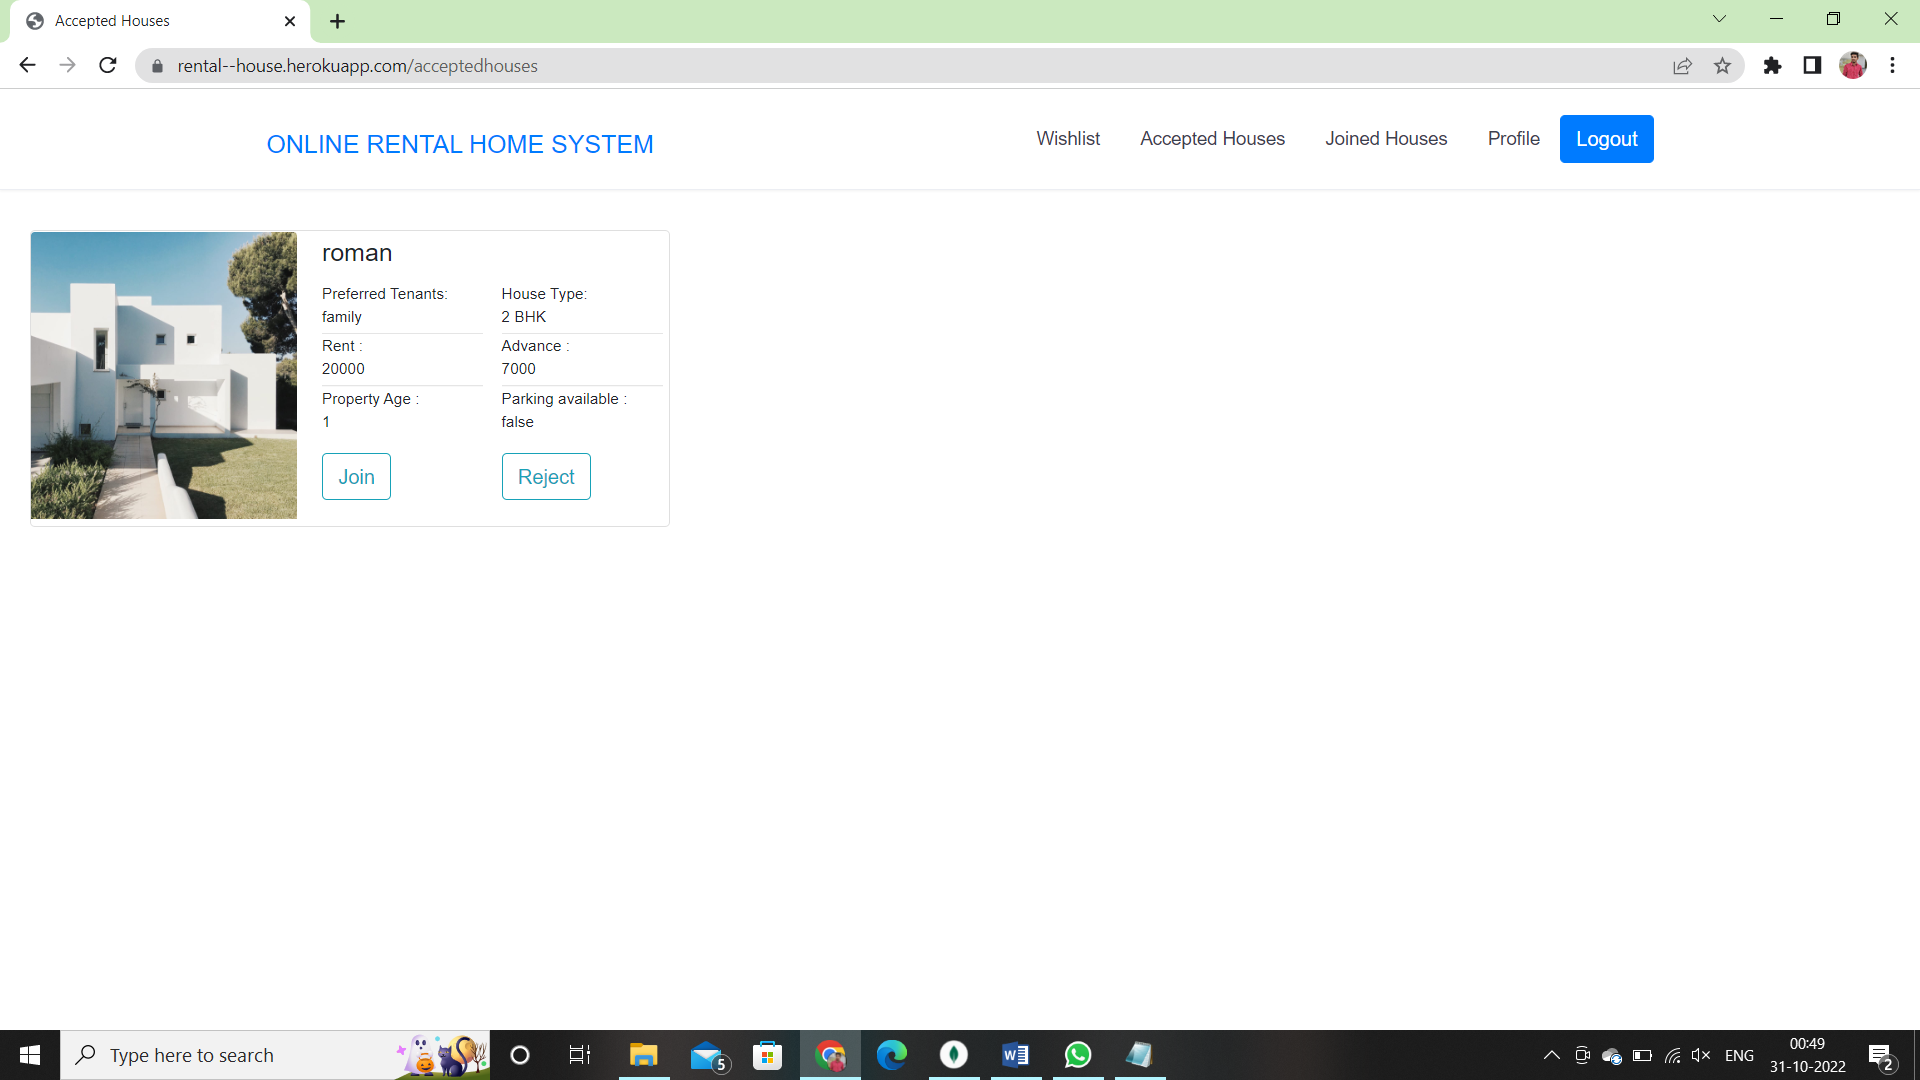 Accepted Houses
rental--house.herokuapp.com/acceptedhouses
ONLINE RENTAL HOME SYSTEM
Wishlist
Accepted Houses
Joined Houses
Profile
Logout
roman
Preferred Tenants:
family
House Type:
2 BHK
Rent :
20000
Advance :
7000
Property Age :
1
Parking available :
false
Join
Reject
Type here to search
5
W
ENG
00:49
31-10-2022
2